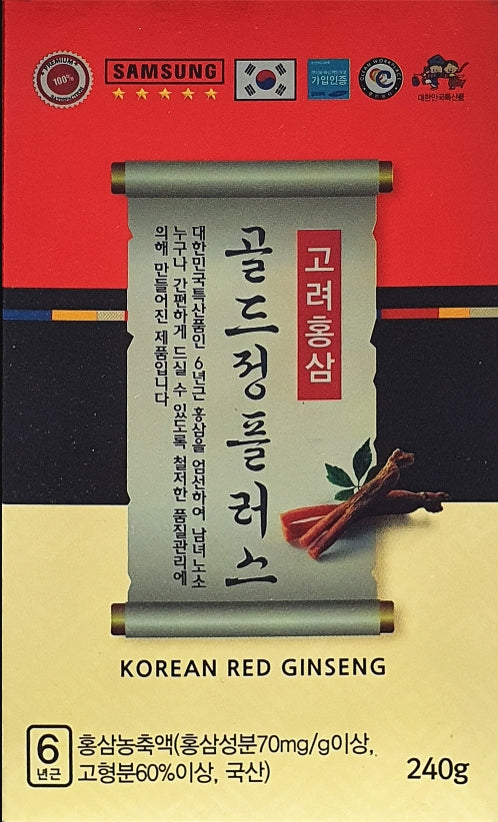 PREMIUM
100%
SAMSUNG
가입인증
CLEAN WORKPLACE
대한민국특산품
고려홍삼
골드정플러스
대한민국특산품인 6년근 홍삼을 엄선하여 남녀노소
누구나 간편하게 드실 수 있도록 철저한 품질관리에
의해 만들어진 제품입니다
KOREAN RED GINSENG
6
년근
홍삼농축액(홍삼성분70mg/g이상,
고형분60%이상, 국산)
240g